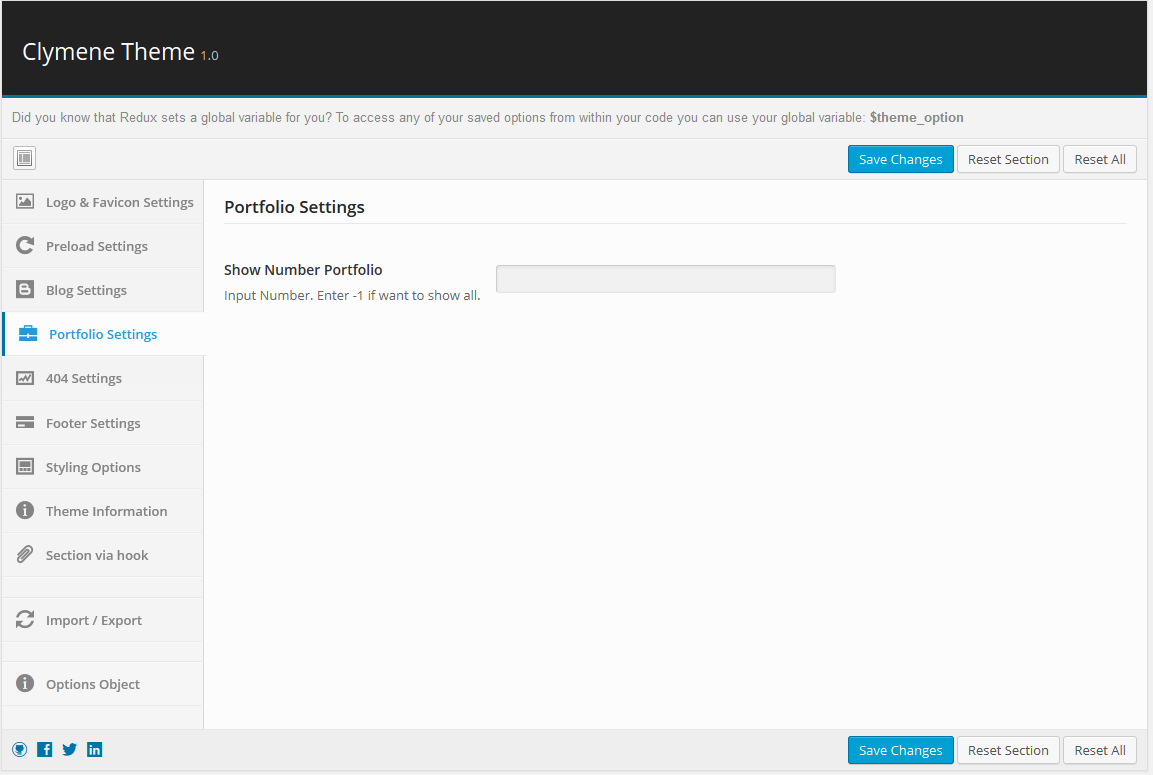 Clymene Theme 1.0
Did you know that Redux sets a global variable for you? To access any of your saved options from within your code you can use your global variable: $theme_option
Save Changes Reset Section Reset All
Logo & Favicon Settings
Preload Settings
Blog Settings
Portfolio Settings
404 Settings
Footer Settings
Styling Options
Theme Information
Section via hook
Import / Export
Options Object
Portfolio Settings
Show Number Portfolio
Input Number. Enter -1 if want to show all.
Save Changes Reset Section Reset All